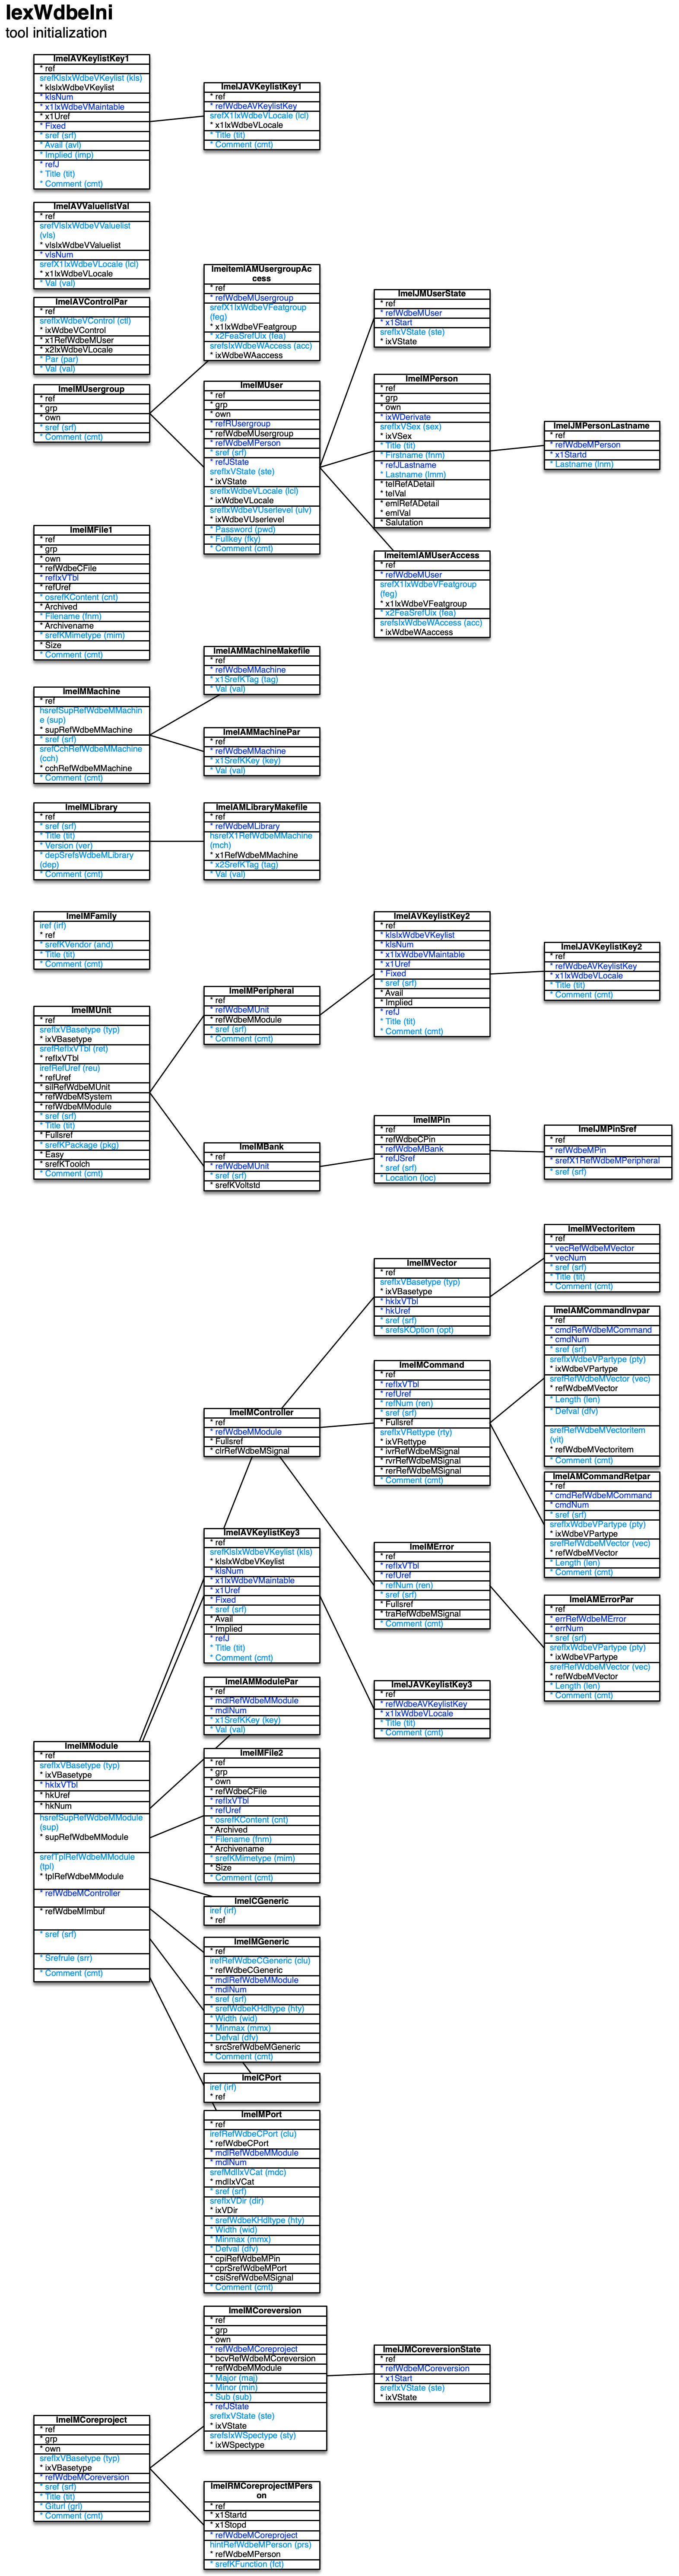 IexWdbeIni
tool initialization
ImeIAVKeylistKey1
* ref
srefKlsIxWdbeVKeylist (kls)
* klsIxWdbeVKeylist
* klsNum
* x1IxWdbeVMaintable
* x1Uref
* Fixed
* sref (srf)
* Avail (avl)
* Implied (imp)
* refJ
* Title (tit)
* Comment (cmt)
ImeIJAVKeylistKey1
* ref
* refWdbeAVKeylistKey
srefX1IxWdbeVLocale (lcl)
* x1IxWdbeVLocale
* Title (tit)
* Comment (cmt)
ImeIAVValuelistVal
* ref
srefVlsIxWdbeVValuelist
(vls)
* vlsIxWdbeVValuelist
* vlsNum
srefX1IxWdbeVLocale (lcl)
* x1IxWdbeVLocale
* Val (val)
ImeIAVControlPar
* ref
srefIxWdbeVControl (ctl)
* ixWdbeVControl
* x1RefWdbeMUser
* x2IxWdbeVLocale
* Par (par)
* Val (val)
ImeIMUsergroup
* ref
* grp
* own
* sref (srf)
* Comment (cmt)
ImeitemIAMUsergroupAc
cess
* ref
* refWdbeMUsergroup
srefX1IxWdbeVFeatgroup
(feg)
* x1IxWdbeVFeatgroup
* x2FeaSrefUix (fea)
srefsIxWdbeWAccess (acc)
* ixWdbeWAaccess
ImeIMUser
* ref
* grp
* own
* refRUsergroup
* refWdbeMUsergroup
* refWdbeMPerson
* sref (srf)
* refJState
srefIxVState (ste)
* ixVState
srefIxWdbeVLocale (lcl)
* ixWdbeVLocale
srefIxWdbeVUserlevel (ulv)
* ixWdbeVUserlevel
* Password (pwd)
* Fullkey (fky)
* Comment (cmt)
ImeIJMUserState
* ref
* refWdbeMUser
* x1Start
srefIxVState (ste)
* ixVState
ImeIMPerson
* ref
* grp
* own
* ixWDerivate
srefIxVSex (sex)
* ixVSex
* Title (tit)
* Firstname (fnm)
* refJLastname
* Lastname (lnm)
* telRefADetail
* telVal
* emlRefADetail
* emlVal
* Salutation
ImeIJMPersonLastname
* ref
* refWdbeMPerson
* x1Startd
* Lastname (lnm)
ImeitemIAMUserAccess
* ref
* refWdbeMUser
srefX1IxWdbeVFeatgroup
(feg)
* x1IxWdbeVFeatgroup
* x2FeaSrefUix (fea)
srefsIxWdbeWAccess (acc)
* ixWdbeWAaccess
ImeIMFile1
* ref
* grp
* own
* refWdbeCFile
* refIxVTbl
* refUref
* osrefKContent (cnt)
* Archived
* Filename (fnm)
* Archivename
* srefKMimetype (mim)
* Size
* Comment (cmt)
ImeIMMachine
* ref
hsrefSupRefWdbeMMachin
e (sup)
* supRefWdbeMMachine
* sref (srf)
srefCchRefWdbeMMachine
(cch)
* cchRefWdbeMMachine
* Comment (cmt)
ImeIAMMachineMakefile
* ref
* refWdbeMMachine
* x1SrefKTag (tag)
* Val (val)
ImeIAMMachinePar
* ref
* refWdbeMMachine
* x1SrefKKey (key)
* Val (val)
ImeIMLibrary
* ref
* sref (srf)
* Title (tit)
* Version (ver)
* depSrefsWdbeMLibrary
(dep)
* Comment (cmt)
ImeIAMLibraryMakefile
* ref
* refWdbeMLibrary
hsrefX1RefWdbeMMachine
(mch)
* x1RefWdbeMMachine
* x2SrefKTag (tag)
* Val (val)
ImeIMFamily
iref (irf)
* ref
* srefKVendor (and)
* Title (tit)
* Comment (cmt)
ImeIMUnit
* ref
srefIxVBasetype (typ)
* ixVBasetype
srefRefIxVTbl (ret)
* refIxVTbl
irefRefUref (reu)
* refUref
* silRefWdbeMUnit
* refWdbeMSystem
* refWdbeMModule
* sref (srf)
* Title (tit)
* Fullsref
* srefKPackage (pkg)
* Easy
* srefKToolch
* Comment (cmt)
ImeIMPeripheral
* ref
* refWdbeMUnit
* refWdbeMModule
* sref (srf)
* Comment (cmt)
ImeIAVKeylistKey2
* ref
* klsIxWdbeVKeylist
* klsNum
* x1IxWdbeVMaintable
* x1Uref
* Fixed
* sref (srf)
* Avail
* Implied
* refJ
* Title (tit)
* Comment (cmt)
ImeIJAVKeylistKey2
* ref
* refWdbeAVKeylistKey
* x1IxWdbeVLocale
* Title (tit)
* Comment (cmt)
ImeIMBank
* ref
* refWdbeMUnit
* sref (srf)
* srefKVoltstd
ImeIMPin
* ref
* refWdbeCPin
* refWdbeMBank
* refJSref
* sref (srf)
* Location (loc)
ImeIJMPinSref
* ref
* refWdbeMPin
* srefX1RefWdbeMPeripheral
* sref (srf)
ImeIMVector
* ref
srefIxVBasetype (typ)
* ixVBasetype
* hkIxVTbl
* hkUref
* sref (srf)
* srefsKOption (opt)
ImeIMVectoritem
* ref
* vecRefWdbeMVector
* vecNum
* sref (srf)
* Title (tit)
* Comment (cmt)
ImeIMController
* ref
* refWdbeMModule
* Fullsref
* clrRefWdbeMSignal
ImeIMCommand
* ref
* refIxVTbl
* refUref
* refNum (ren)
* sref (srf)
* Fullsref
srefIxVRettype (rty)
* ixVRettype
* ivrRefWdbeMSignal
* rvrRefWdbeMSignal
* rerRefWdbeMSignal
* Comment (cmt)
ImeIAMCommandInvpar
* ref
* cmdRefWdbeMCommand
* cmdNum
* sref (srf)
srefIxWdbeVPartype (pty)
* ixWdbeVPartype
srefRefWdbeMVector (vec)
* refWdbeMVector
* Length (len)
* Defval (dfv)
srefRefWdbeMVectoritem
(vit)
* refWdbeMVectoritem
* Comment (cmt)
ImeIAMCommandRetpar
* ref
* cmdRefWdbeMCommand
* cmdNum
* sref (srf)
srefIxWdbeVPartype (pty)
* ixWdbeVPartype
srefRefWdbeMVector (vec)
* refWdbeMVector
* Length (len)
* Comment (cmt)
ImeIAVKeylistKey3
* ref
srefKlsIxWdbeVKeylist (kls)
* klsIxWdbeVKeylist
* klsNum
* x1IxWdbeVMaintable
* x1Uref
* Fixed
* sref (srf)
* Avail
* Implied
* refJ
* Title (tit)
* Comment (cmt)
ImeIMError
* ref
* refIxVTbl
* refUref
* refNum (ren)
* sref (srf)
* Fullsref
* traRefWdbeMSignal
* Comment (cmt)
ImeIAMErrorPar
* ref
* errRefWdbeMError
* errNum
* sref (srf)
srefIxWdbeVPartype (pty)
* ixWdbeVPartype
srefRefWdbeMVector (vec)
* refWdbeMVector
* Length (len)
* Comment (cmt)
ImeIAMModulePar
* ref
* mdlRefWdbeMModule
* mdlNum
* x1SrefKKey (key)
* Val (val)
ImeIJAVKeylistKey3
* ref
* refWdbeAVKeylistKey
* x1IxWdbeVLocale
* Title (tit)
* Comment (cmt)
ImeIMModule
* ref
srefIxVBasetype (typ)
* ixVBasetype
* hkIxVTbl
* hkUref
* hkNum
hsrefSupRefWdbeMModule
(sup)
* supRefWdbeMModule
srefTplRefWdbeMModule
(tpl)
* tplRefWdbeMModule
* refWdbeMController
* refWdbeMImbuf
* sref (srf)
* Srefrule (srr)
* Comment (cmt)
ImeIMFile2
* ref
* grp
* own
* refWdbeCFile
* refIxVTbl
* refUref
* osrefKContent (cnt)
* Archived
* Filename (fnm)
* Archivename
* srefKMimetype (mim)
* Size
* Comment (cmt)
ImeICGeneric
iref (irf)
* ref
ImeIMGeneric
* ref
irefRefWdbeCGeneric (clu)
* refWdbeCGeneric
* mdlRefWdbeMModule
* mdlNum
* sref (srf)
* srefWdbeKHdltype (hty)
* Width (wid)
* Minmax (mmx)
* Defval (dfv)
* srcSrefWdbeMGeneric
* Comment (cmt)
ImeICPort
iref (irf)
* ref
ImeIMPort
* ref
irefRefWdbeCPort (clu)
* refWdbeCPort
* mdlRefWdbeMModule
* mdlNum
srefMdlIxVCat (mdc)
* mdlIxVCat
* sref (srf)
srefIxVDir (dir)
* ixVDir
* srefWdbeKHdltype (hty)
* Width (wid)
* Minmax (mmx)
* Defval (dfv)
* cpiRefWdbeMPin
* cprSrefWdbeMPort
* csiSrefWdbeMSignal
* Comment (cmt)
ImeIMCoreversion
* ref
* grp
* own
* refWdbeMCoreproject
* bcvRefWdbeMCoreversion
* refWdbeMModule
* Major (maj)
* Minor (min)
* Sub (sub)
* refJState
srefIxVState (ste)
* ixVState
srefsIxWSpectype (sty)
* ixWSpectype
ImeIJMCoreversionState
* ref
* refWdbeMCoreversion
* x1Start
srefIxVState (ste)
* ixVState
ImeIMCoreproject
* ref
* grp
* own
srefIxVBasetype (typ)
* ixVBasetype
* refWdbeMCoreversion
* sref (srf)
* Title (tit)
* Giturl (grl)
* Comment (cmt)
ImeIRMCoreprojectMPers
on
* ref
* x1Startd
* x1Stopd
* refWdbeMCoreproject
hintRefWdbeMPerson (prs)
* refWdbeMPerson
* srefKFunction (fct)